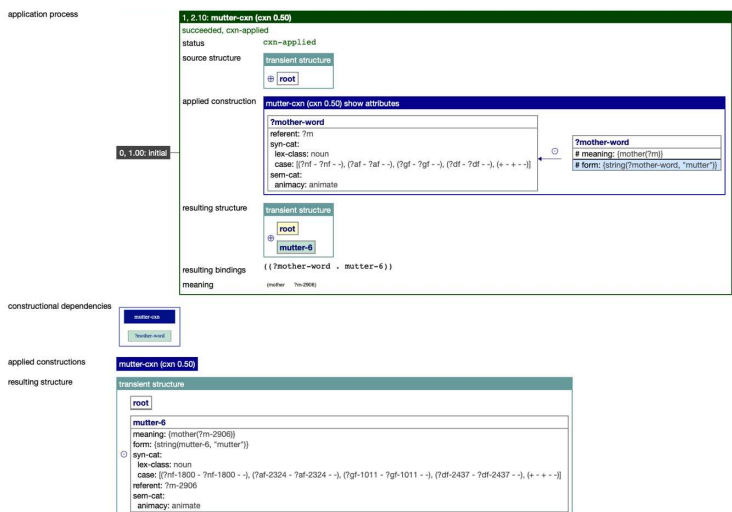 application process
1, 2.10: mutter-cxn (cxn 0.50)
succeeded, cxn-applied
status cxn-applied
source structure transient structure
root
applied construction mutter-cxn (cxn 0.50) show attributes
?mother-word
referent: ?m
syn-cat:
lex-class: noun
case: [(?nf - ?nf - -), (?af - ?af - -), (?gf - ?gf - -), (?df - ?df - -), (+ - + - -)]
sem-cat:
animacy: animate
?mother-word
# meaning: {mother(?m)}
# form: {string(?mother-word, "mutter")}
0, 1.00: initial
resulting structure transient structure
root
mutter-6
resulting bindings ((?mother-word . mutter-6))
meaning (mother ?m-2906)
constructional dependencies
mutter-cxn
?mother-word
applied constructions mutter-cxn (cxn 0.50)
resulting structure transient structure
root
mutter-6
meaning: {mother(?m-2906)}
form: {string(mutter-6, "mutter")}
syn-cat:
lex-class: noun
case: [(?nf-1800 - ?nf-1800 - -), (?af-2324 - ?af-2324 - -), (?gf-1011 - ?gf-1011 - -), (?df-2437 - ?df-2437 - -), (+ - + - -)]
referent: ?m-2906
sem-cat:
animacy: animate